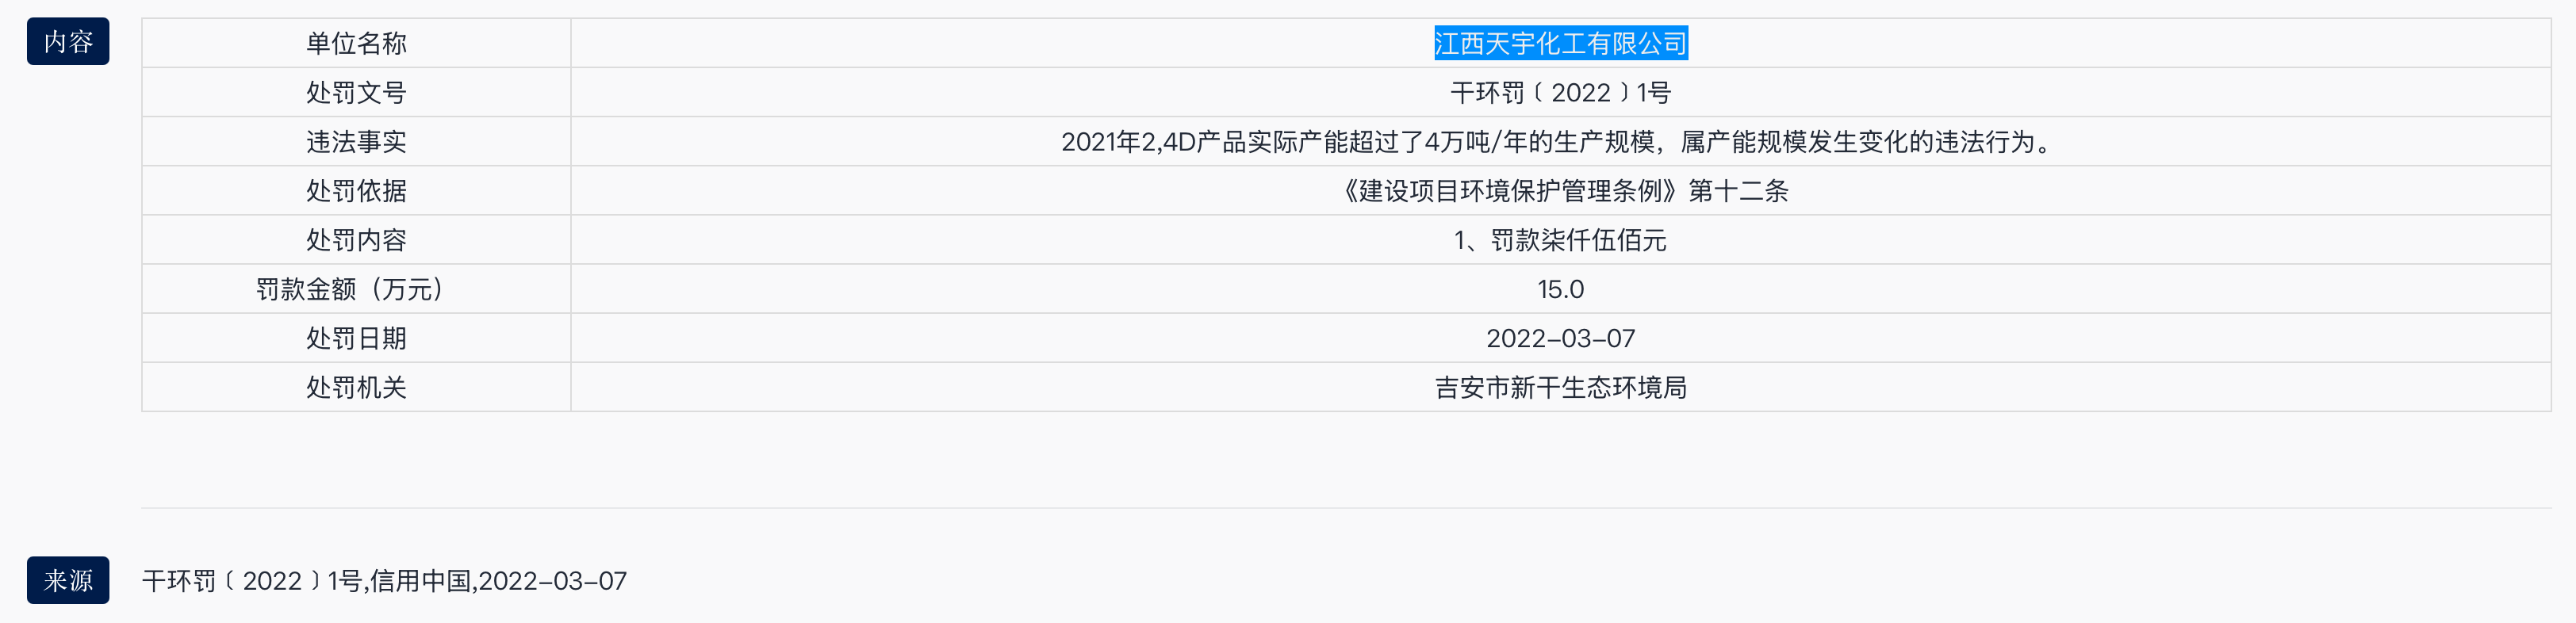 内容
单位名称 江西天宇化工有限公司
处罚文号 干环罚﹝2022﹞1号
违法事实 2021年2,4D产品实际产能超过了4万吨/年的生产规模，属产能规模发生变化的违法行为。
处罚依据 《建设项目环境保护管理条例》第十二条
处罚内容 1、罚款柒仟伍佰元
罚款金额（万元） 15.0
处罚日期 2022-03-07
处罚机关 吉安市新干生态环境局
来源 干环罚﹝2022﹞1号,信用中国,2022-03-07